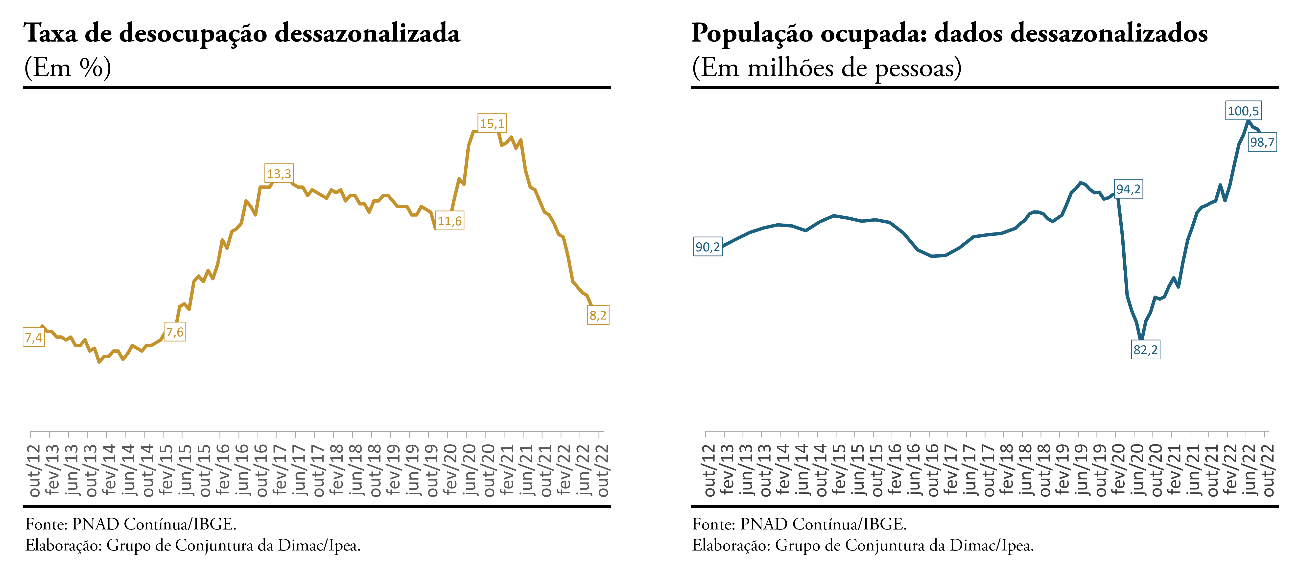 Taxa de desocupação dessazonalizada
(Em %)
15,1
13,3
11,6
8,2
7,6
7,4
out/12
fev/13
jun/13
out/13
fev/14
jun/14
out/14
fev/15
jun/15
out/15
fev/16
jun/16
out/16
fev/17
jun/17
out/17
fev/18
jun/18
out/18
fev/19
jun/19
out/19
fev/20
jun/20
out/20
fev/21
jun/21
out/21
fev/22
jun/22
out/22
Fonte: PNAD Contínua/IBGE.
Elaboração: Grupo de Conjuntura da Dimac/Ipea.
População ocupada: dados dessazonalizados
(Em milhões de pessoas)
100,5
98,7
94,2
90,2
82,2
out/12
fev/13
jun/13
out/13
fev/14
jun/14
out/14
fev/15
jun/15
out/15
fev/16
jun/16
out/16
fev/17
jun/17
out/17
fev/18
jun/18
out/18
fev/19
jun/19
out/19
fev/20
jun/20
out/20
fev/21
jun/21
out/21
fev/22
jun/22
out/22
Fonte: PNAD Contínua/IBGE.
Elaboração: Grupo de Conjuntura da Dimac/Ipea.